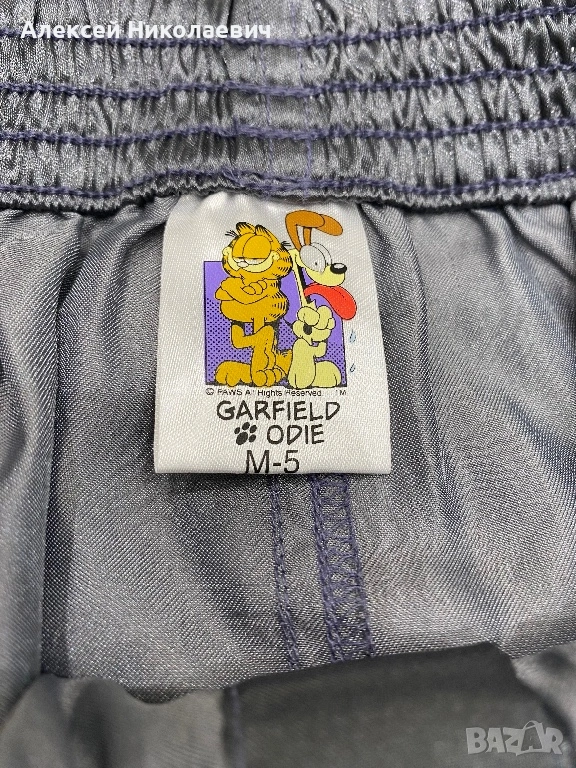 Алексей Николаевич
© PAWS All Rights Reserved TM
GARFIELD
ODIE
M-5
BAZAR